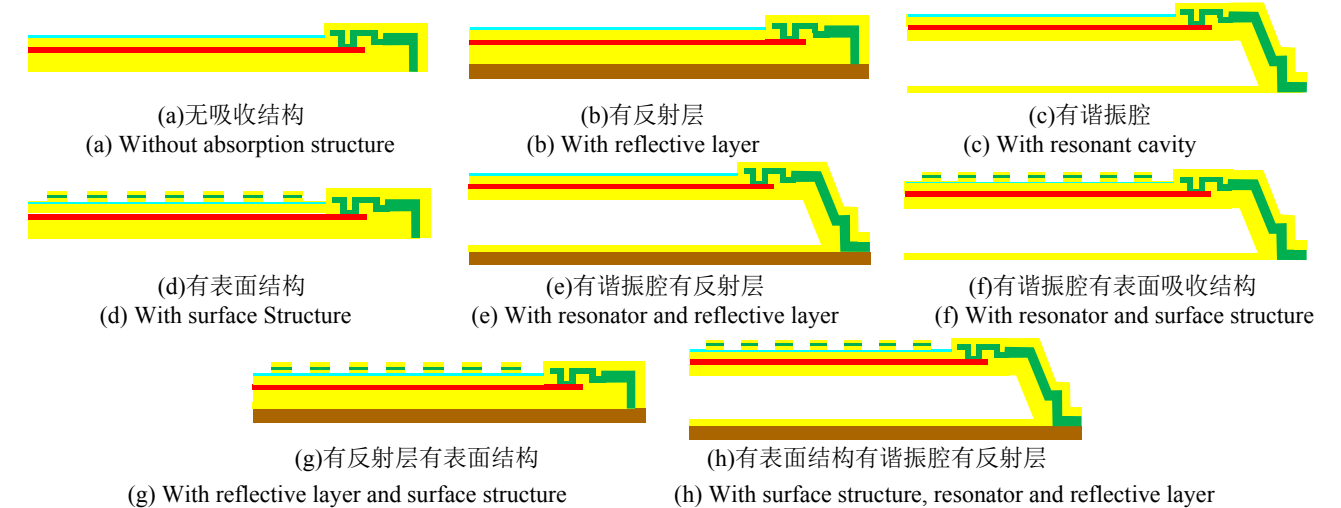 (a)无吸收结构
(a) Without absorption structure
(b)有反射层
(b) With reflective layer
(c)有谐振腔
(c) With resonant cavity
(d)有表面结构
(d) With surface Structure
(e)有谐振腔有反射层
(e) With resonator and reflective layer
(f)有谐振腔有表面吸收结构
(f) With resonator and surface structure
(g)有反射层有表面结构
(g) With reflective layer and surface structure
(h)有表面结构有谐振腔有反射层
(h) With surface structure, resonator and reflective layer